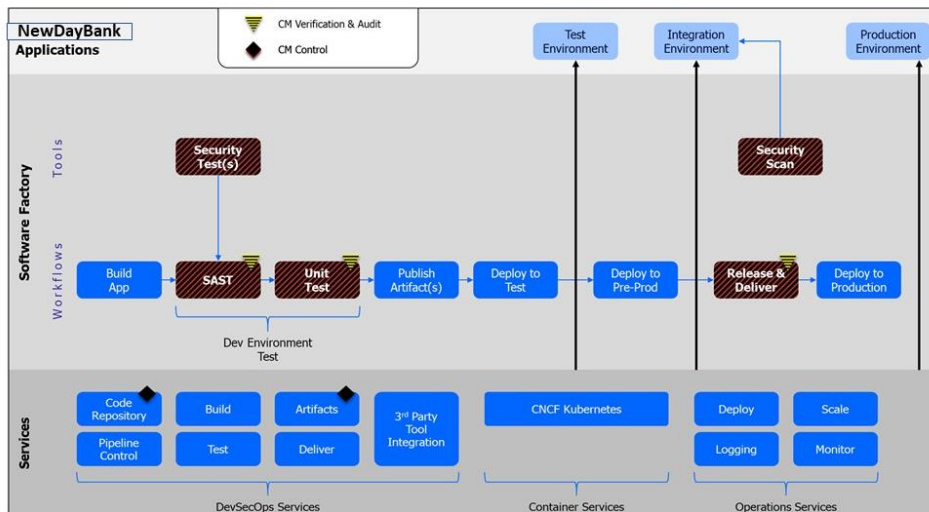 NewDayBank
Applications
CM Verification & Audit
CM Control
Test
Environment
Integration
Environment
Production
Environment
Software Factory
Tools
Security
Test(s)
Security
Scan
Workflows
Build
App
SAST
Unit
Test
Publish
Artifact(s)
Deploy to
Test
Deploy to
Pre-Prod
Release &
Deliver
Deploy to
Production
Dev Environment
Test
Services
Code
Repository
Build
Artifacts
3rd Party
Tool
Integration
CNCF Kubernetes
Deploy
Scale
Pipeline
Control
Test
Deliver
Logging
Monitor
DevSecOps Services
Container Services
Operations Services